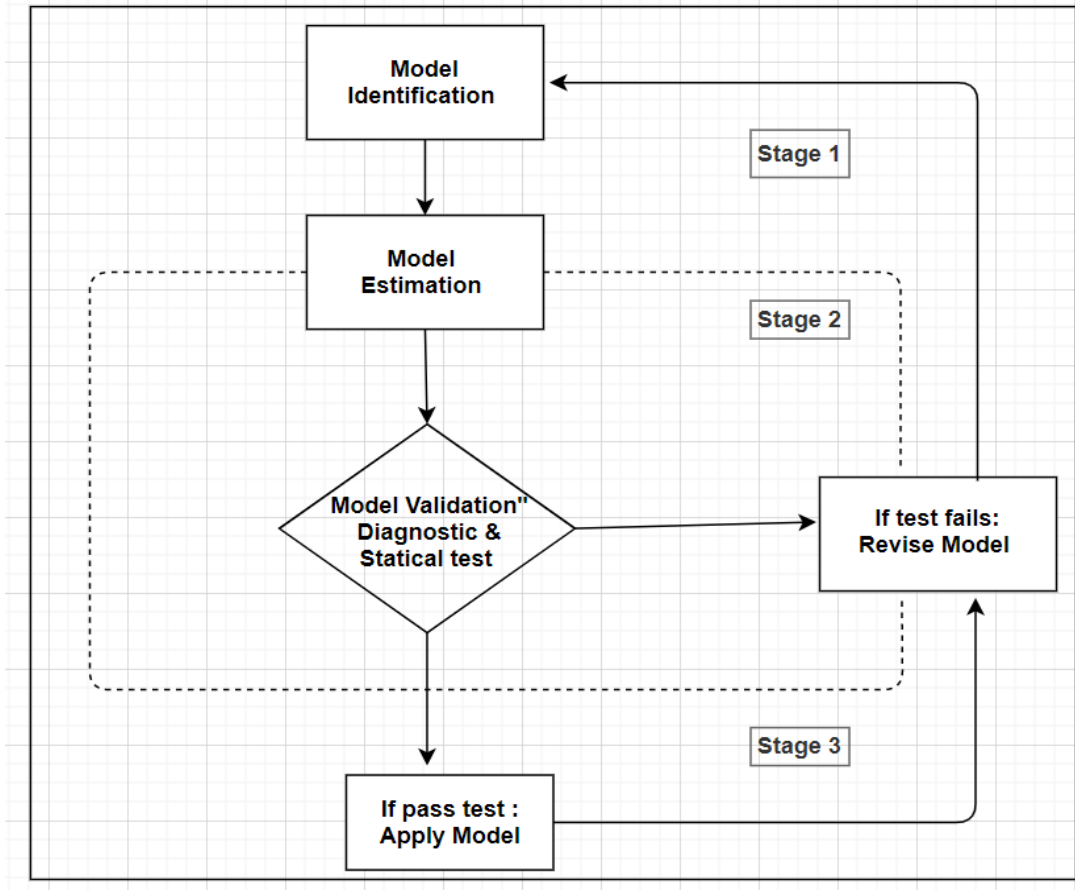 Model
Identification
Stage 1
Model
Estimation
Stage 2
Model Validation"
Diagnostic &
Statical test
If test fails:
Revise Model
Stage 3
If pass test :
Apply Model